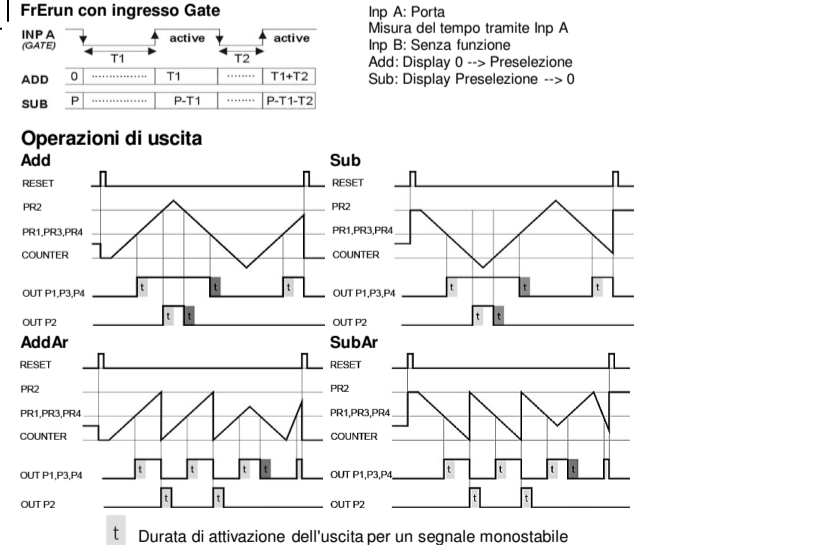 FrErun con ingresso Gate
INP A
(GATE)
active
active
T1
T2
ADD
0
T1
T1+T2
SUB
P
P-T1
P-T1-T2
Inp A: Porta
Misura del tempo tramite Inp A
Inp B: Senza funzione
Add: Display 0 --> Preselezione
Sub: Display Preselezione --> 0
Operazioni di uscita
Add
RESET
PR2
PR1,PR3,PR4
COUNTER
OUT P1,P3,P4
t
t
t
OUT P2
t
t
Sub
RESET
PR2
PR1,PR3,PR4
COUNTER
OUT P1,P3,P4
t
t
t
OUT P2
t
t
AddAr
RESET
PR2
PR1,PR3,PR4
COUNTER
OUT P1,P3,P4
t
t
t
t
OUT P2
t
t
SubAr
RESET
PR2
PR1,PR3,PR4
COUNTER
OUT P1,P3,P4
t
t
t
t
OUT P2
t
t
t Durata di attivazione dell'uscita per un segnale monostabile